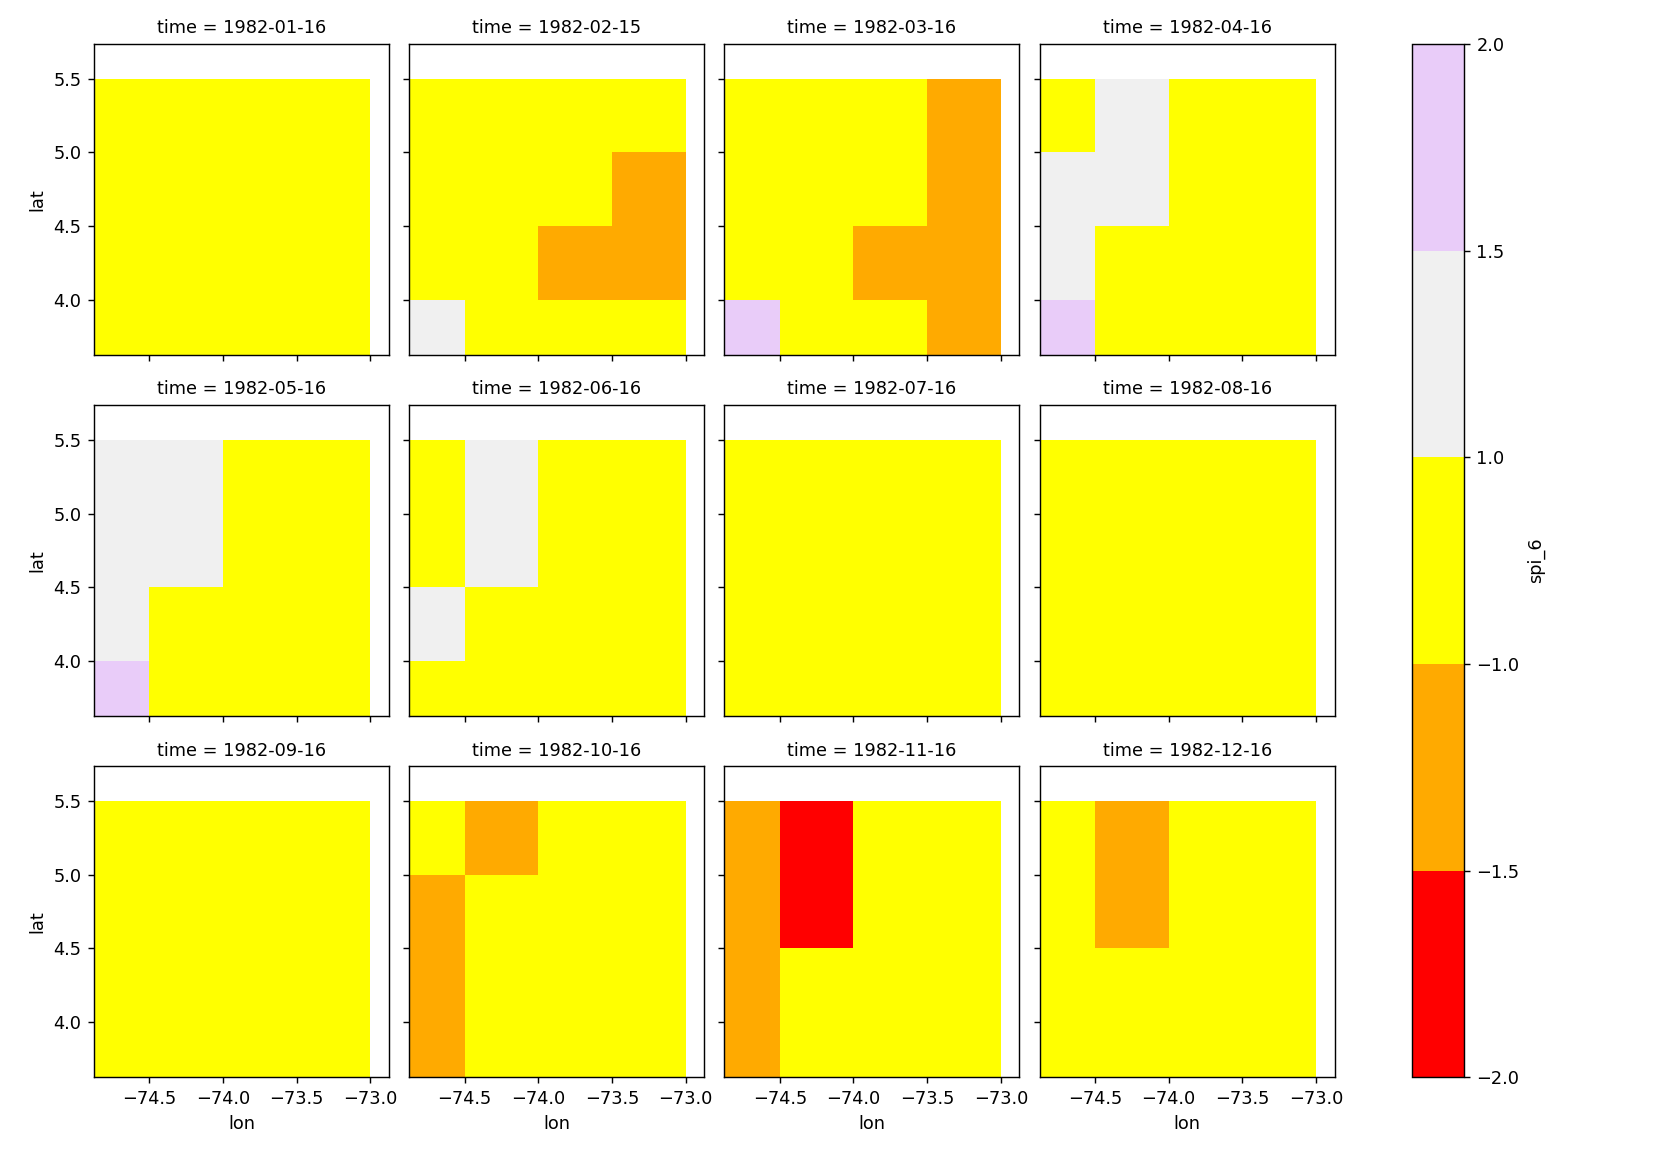 time = 1982-01-16
time = 1982-02-15
time = 1982-03-16
time = 1982-04-16
5.5
5.0
4.5
4.0
lat
time = 1982-05-16
time = 1982-06-16
time = 1982-07-16
time = 1982-08-16
5.5
5.0
4.5
4.0
lat
time = 1982-09-16
time = 1982-10-16
time = 1982-11-16
time = 1982-12-16
5.5
5.0
4.5
4.0
lat
−74.5 −74.0 −73.5 −73.0
lon
−74.5 −74.0 −73.5 −73.0
lon
−74.5 −74.0 −73.5 −73.0
lon
−74.5 −74.0 −73.5 −73.0
lon
2.0
1.5
1.0
−1.0
−1.5
−2.0
spi_6